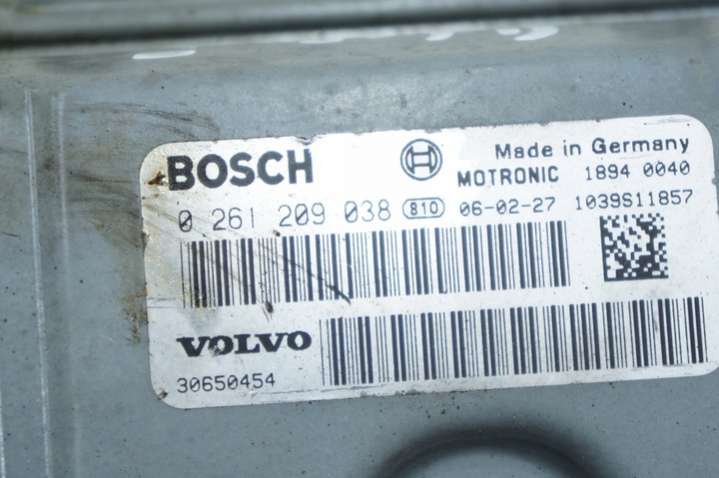 BOSCH Made in Germany
MOTRONIC 1894 0040
0 261 209 038 810 06-02-27 1039S11857
VOLVO
30650454